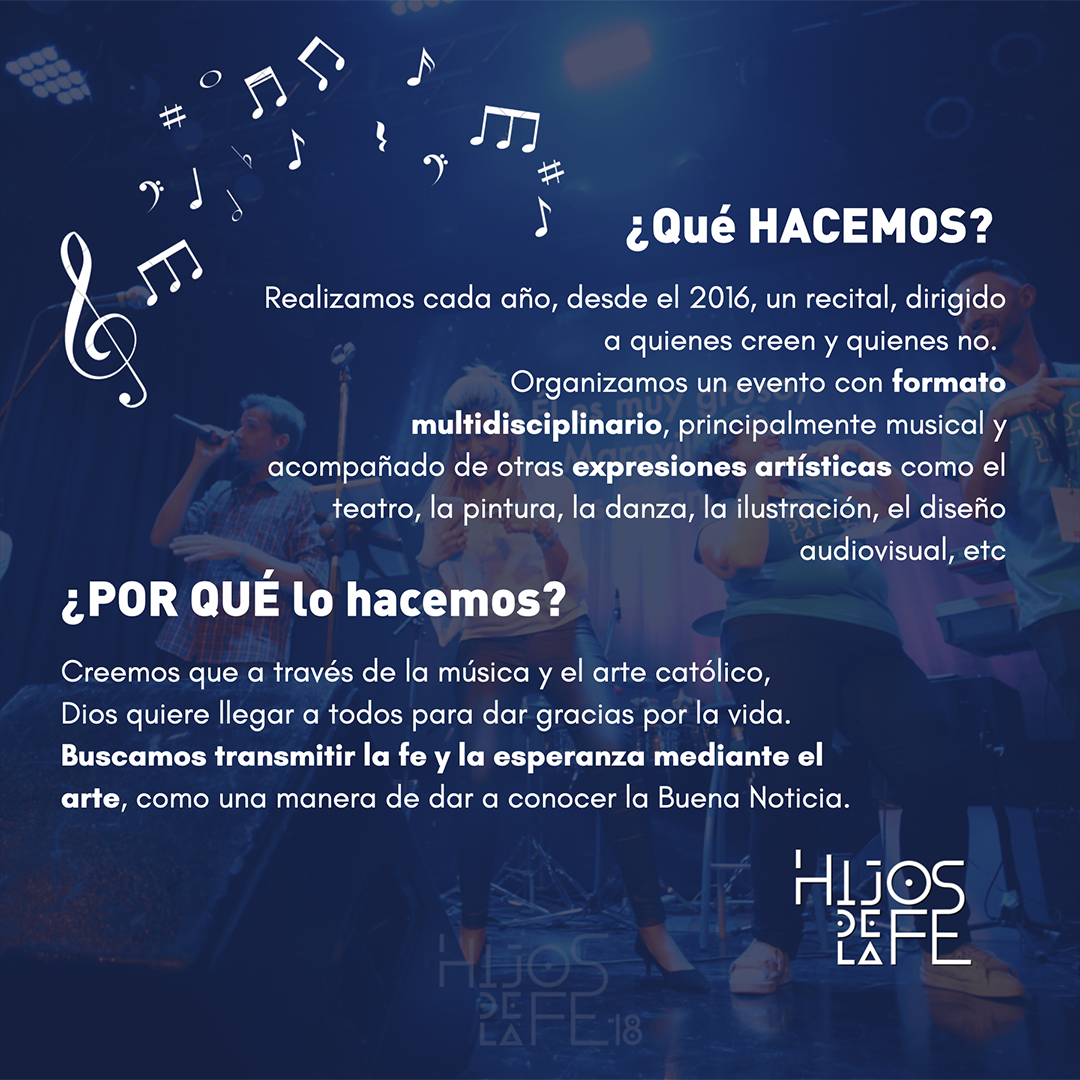 ¿Qué HACEMOS?
Realizamos cada año, desde el 2016, un recital, dirigido
a quienes creen y quienes no.
Organizamos un evento con formato
multidisciplinario, principalmente musical y
acompañado de otras expresiones artísticas como el
teatro, la pintura, la danza, la ilustración, el diseño
audiovisual, etc
¿POR QUÉ lo hacemos?
Creemos que a través de la música y el arte católico,
Dios quiere llegar a todos para dar gracias por la vida.
Buscamos transmitir la fe y la esperanza mediante el
arte, como una manera de dar a conocer la Buena Noticia.
HIJOS
DE
LA FE
HIJOS
DE
LA FE '18